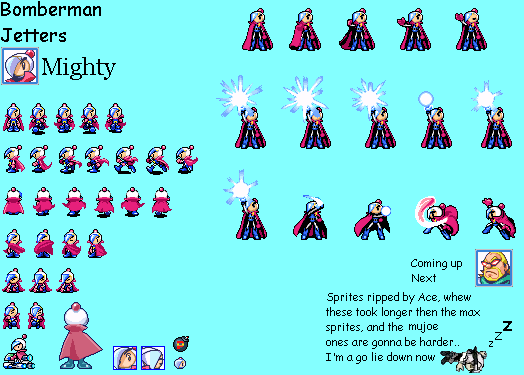 Bomberman
Jetters
Mighty
Coming up
Next
Sprites ripped by Ace, whew
these took longer then the max
sprites, and the mujoe
ones are gonna be harder..
I'm a go lie down now
z z Z